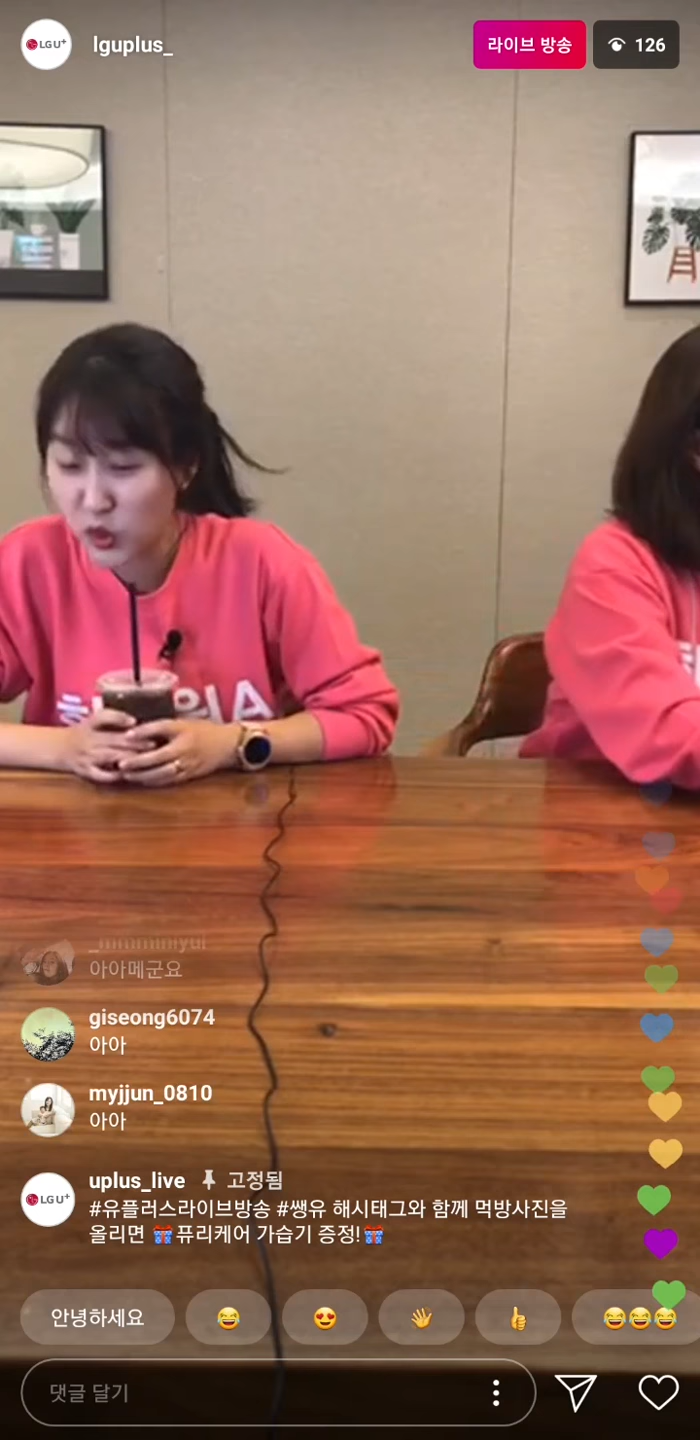 LG U+
lguplus_
라이브 방송
126
아아메군요
giseong6074
아아
myjjun_0810
아아
LG U+
uplus_live 고정됨
#유플러스라이브방송 #쌩유 해시태그와 함께 먹방사진을
올리면 🎁퓨리케어 가습기 증정!🎁
안녕하세요 😂 😍 👋 👍 😂😂😂
댓글 달기